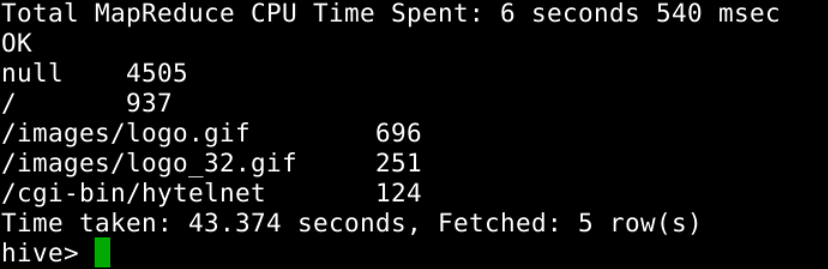 Total MapReduce CPU Time Spent: 6 seconds 540 msec
OK
null    4505
/       937
/images/logo.gif        696
/images/logo_32.gif     251
/cgi-bin/hytelnet       124
Time taken: 43.374 seconds, Fetched: 5 row(s)
hive>